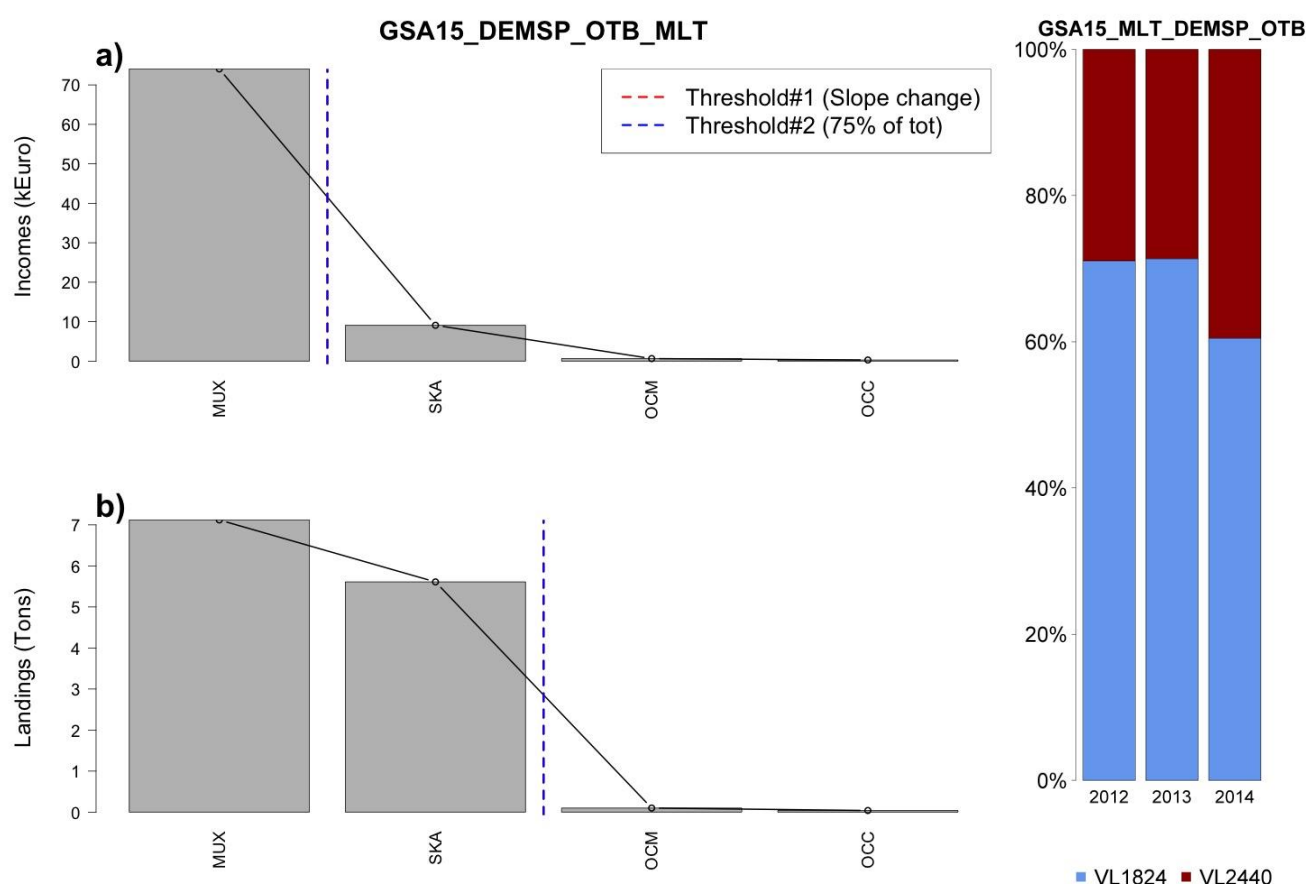 GSA15_DEMSP_OTB_MLT
a)
Incomes (kEuro)
70
60
50
40
30
20
10
0
Threshold#1 (Slope change)
Threshold#2 (75% of tot)
MUX
SKA
OCM
OCC
b)
Landings (Tons)
7
6
5
4
3
2
1
0
MUX
SKA
OCM
OCC
GSA15_MLT_DEMSP_OTB
100%
80%
60%
40%
20%
0%
2012 2013 2014
VL1824 VL2440